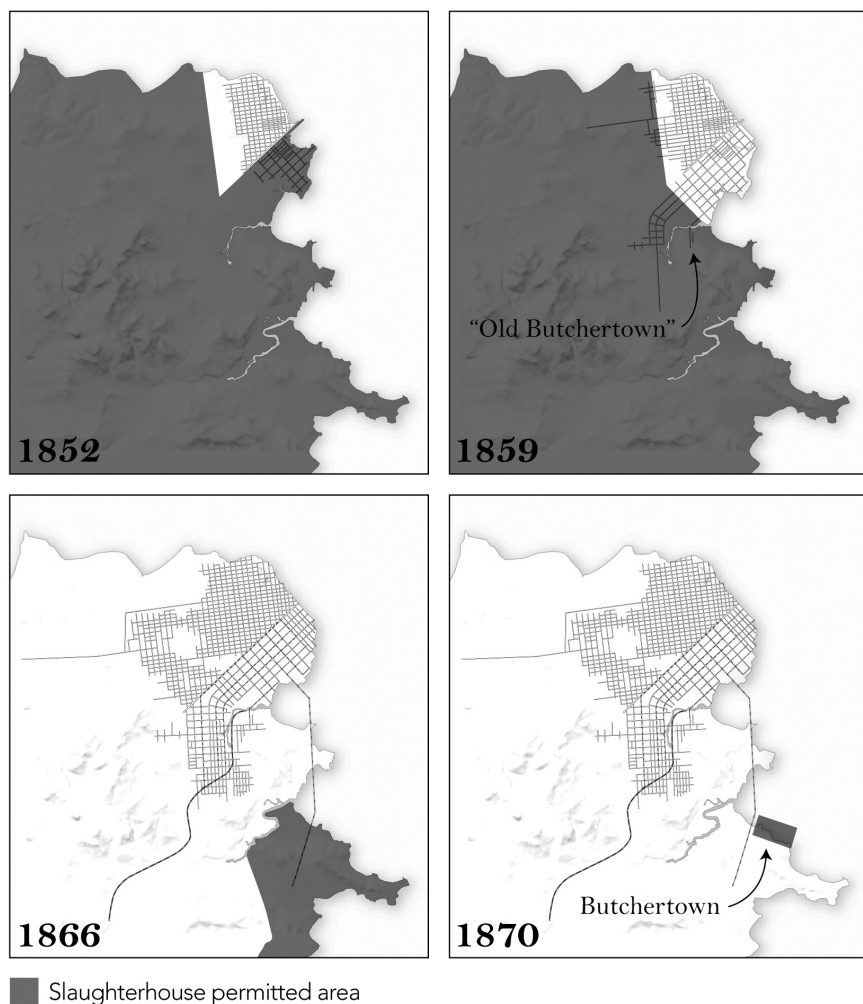 1852
"Old Butchertown"
1859
1866
Butchertown
1870
Slaughterhouse permitted area